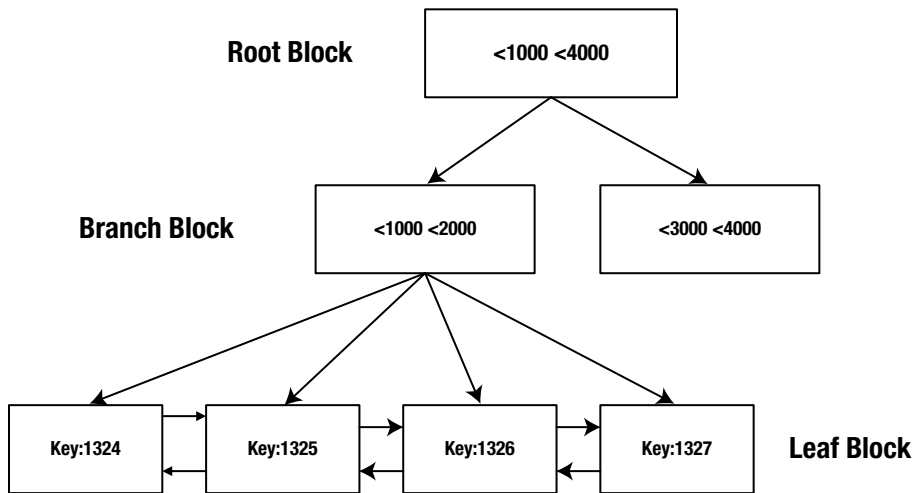 Root Block
<1000 <4000
Branch Block
<1000 <2000
<3000 <4000
Key:1324
Key:1325
Key:1326
Key:1327
Leaf Block